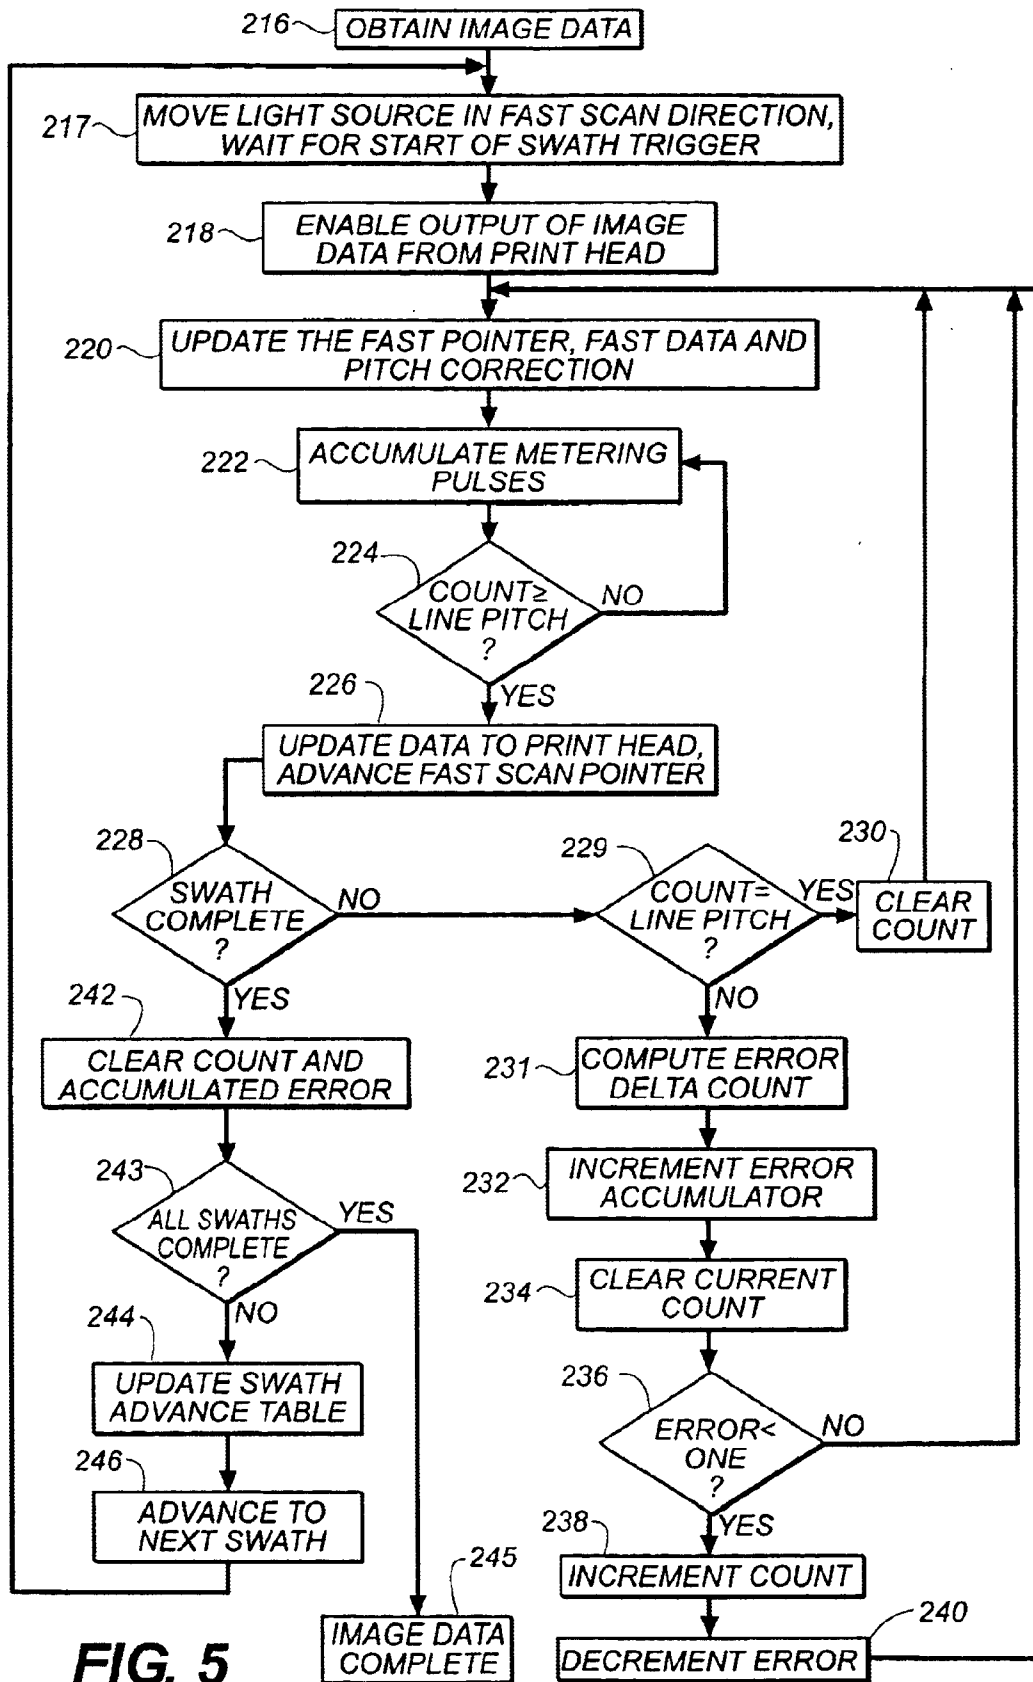 216
OBTAIN IMAGE DATA
217
MOVE LIGHT SOURCE IN FAST SCAN DIRECTION,
WAIT FOR START OF SWATH TRIGGER
218
ENABLE OUTPUT OF IMAGE
DATA FROM PRINT HEAD
220
UPDATE THE FAST POINTER, FAST DATA AND
PITCH CORRECTION
222
ACCUMULATE METERING
PULSES
224
COUNT≥
LINE PITCH
?
NO
YES
226
UPDATE DATA TO PRINT HEAD,
ADVANCE FAST SCAN POINTER
228
SWATH
COMPLETE
?
NO
YES
229
COUNT=
LINE PITCH
?
YES
NO
230
CLEAR
COUNT
242
CLEAR COUNT AND
ACCUMULATED ERROR
231
COMPUTE ERROR
DELTA COUNT
243
ALL SWATHS
COMPLETE
?
YES
NO
232
INCREMENT ERROR
ACCUMULATOR
234
CLEAR CURRENT
COUNT
244
UPDATE SWATH
ADVANCE TABLE
236
ERROR<
ONE
?
NO
YES
246
ADVANCE TO
NEXT SWATH
238
INCREMENT COUNT
245
IMAGE DATA
COMPLETE
240
DECREMENT ERROR
FIG. 5